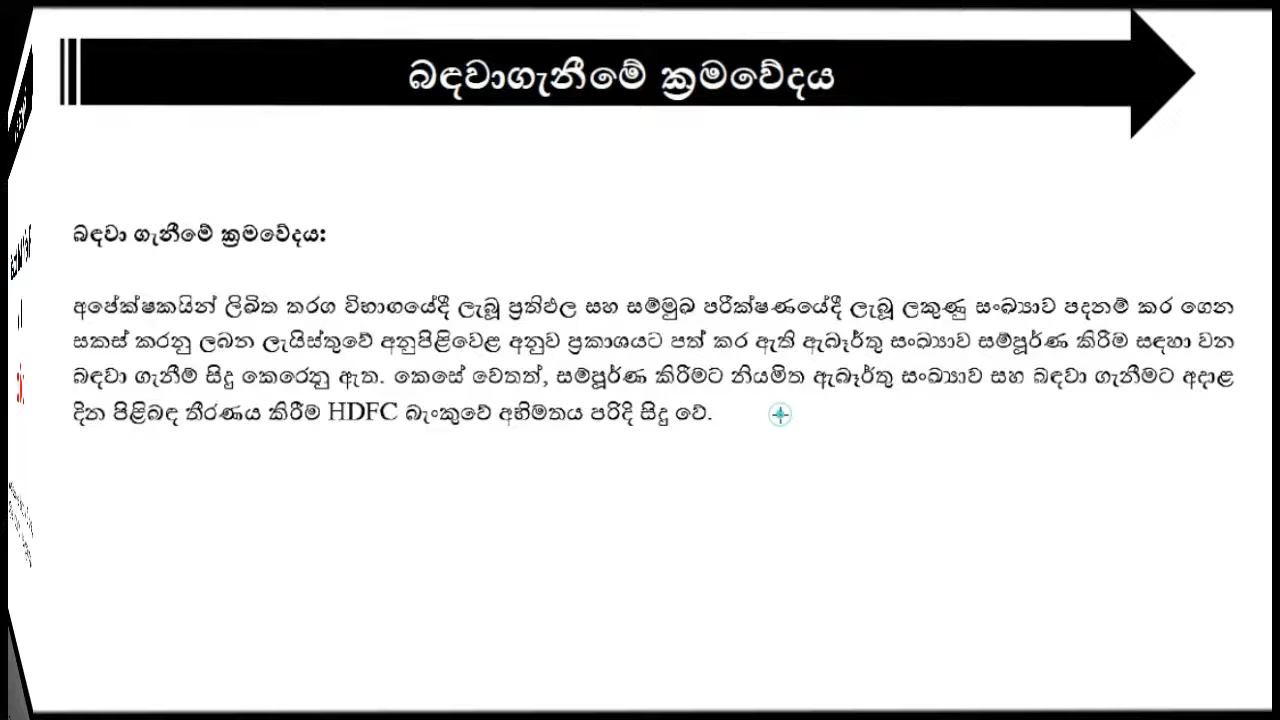 බඳවාගැනීමේ ක්‍රමවේදය
බඳවා ගැනීමේ ක්‍රමවේදය:
අපේක්ෂකයින් ලිඛිත තරග විභාගයේදී ලැබූ ප්‍රතිඵල සහ සම්මුඛ පරීක්ෂණයේදී ලැබූ ලකුණු සංඛ්‍යාව පදනම් කර ගෙන
සකස් කරනු ලබන ලැයිස්තුවේ අනුපිළිවෙළ අනුව ප්‍රකාශයට පත් කර ඇති ඇබෑර්තු සංඛ්‍යාව සම්පූර්ණ කිරීම සඳහා වන
බඳවා ගැනීම් සිදු කෙරෙනු ඇත. කෙසේ වෙතත්, සම්පූර්ණ කිරීමට නියමිත ඇබෑර්තු සංඛ්‍යාව සහ බඳවා ගැනීමට අදාළ
දින පිළිබඳ තීරණය කිරීම HDFC බැංකුවේ අභිමතය පරිදි සිදු වේ.